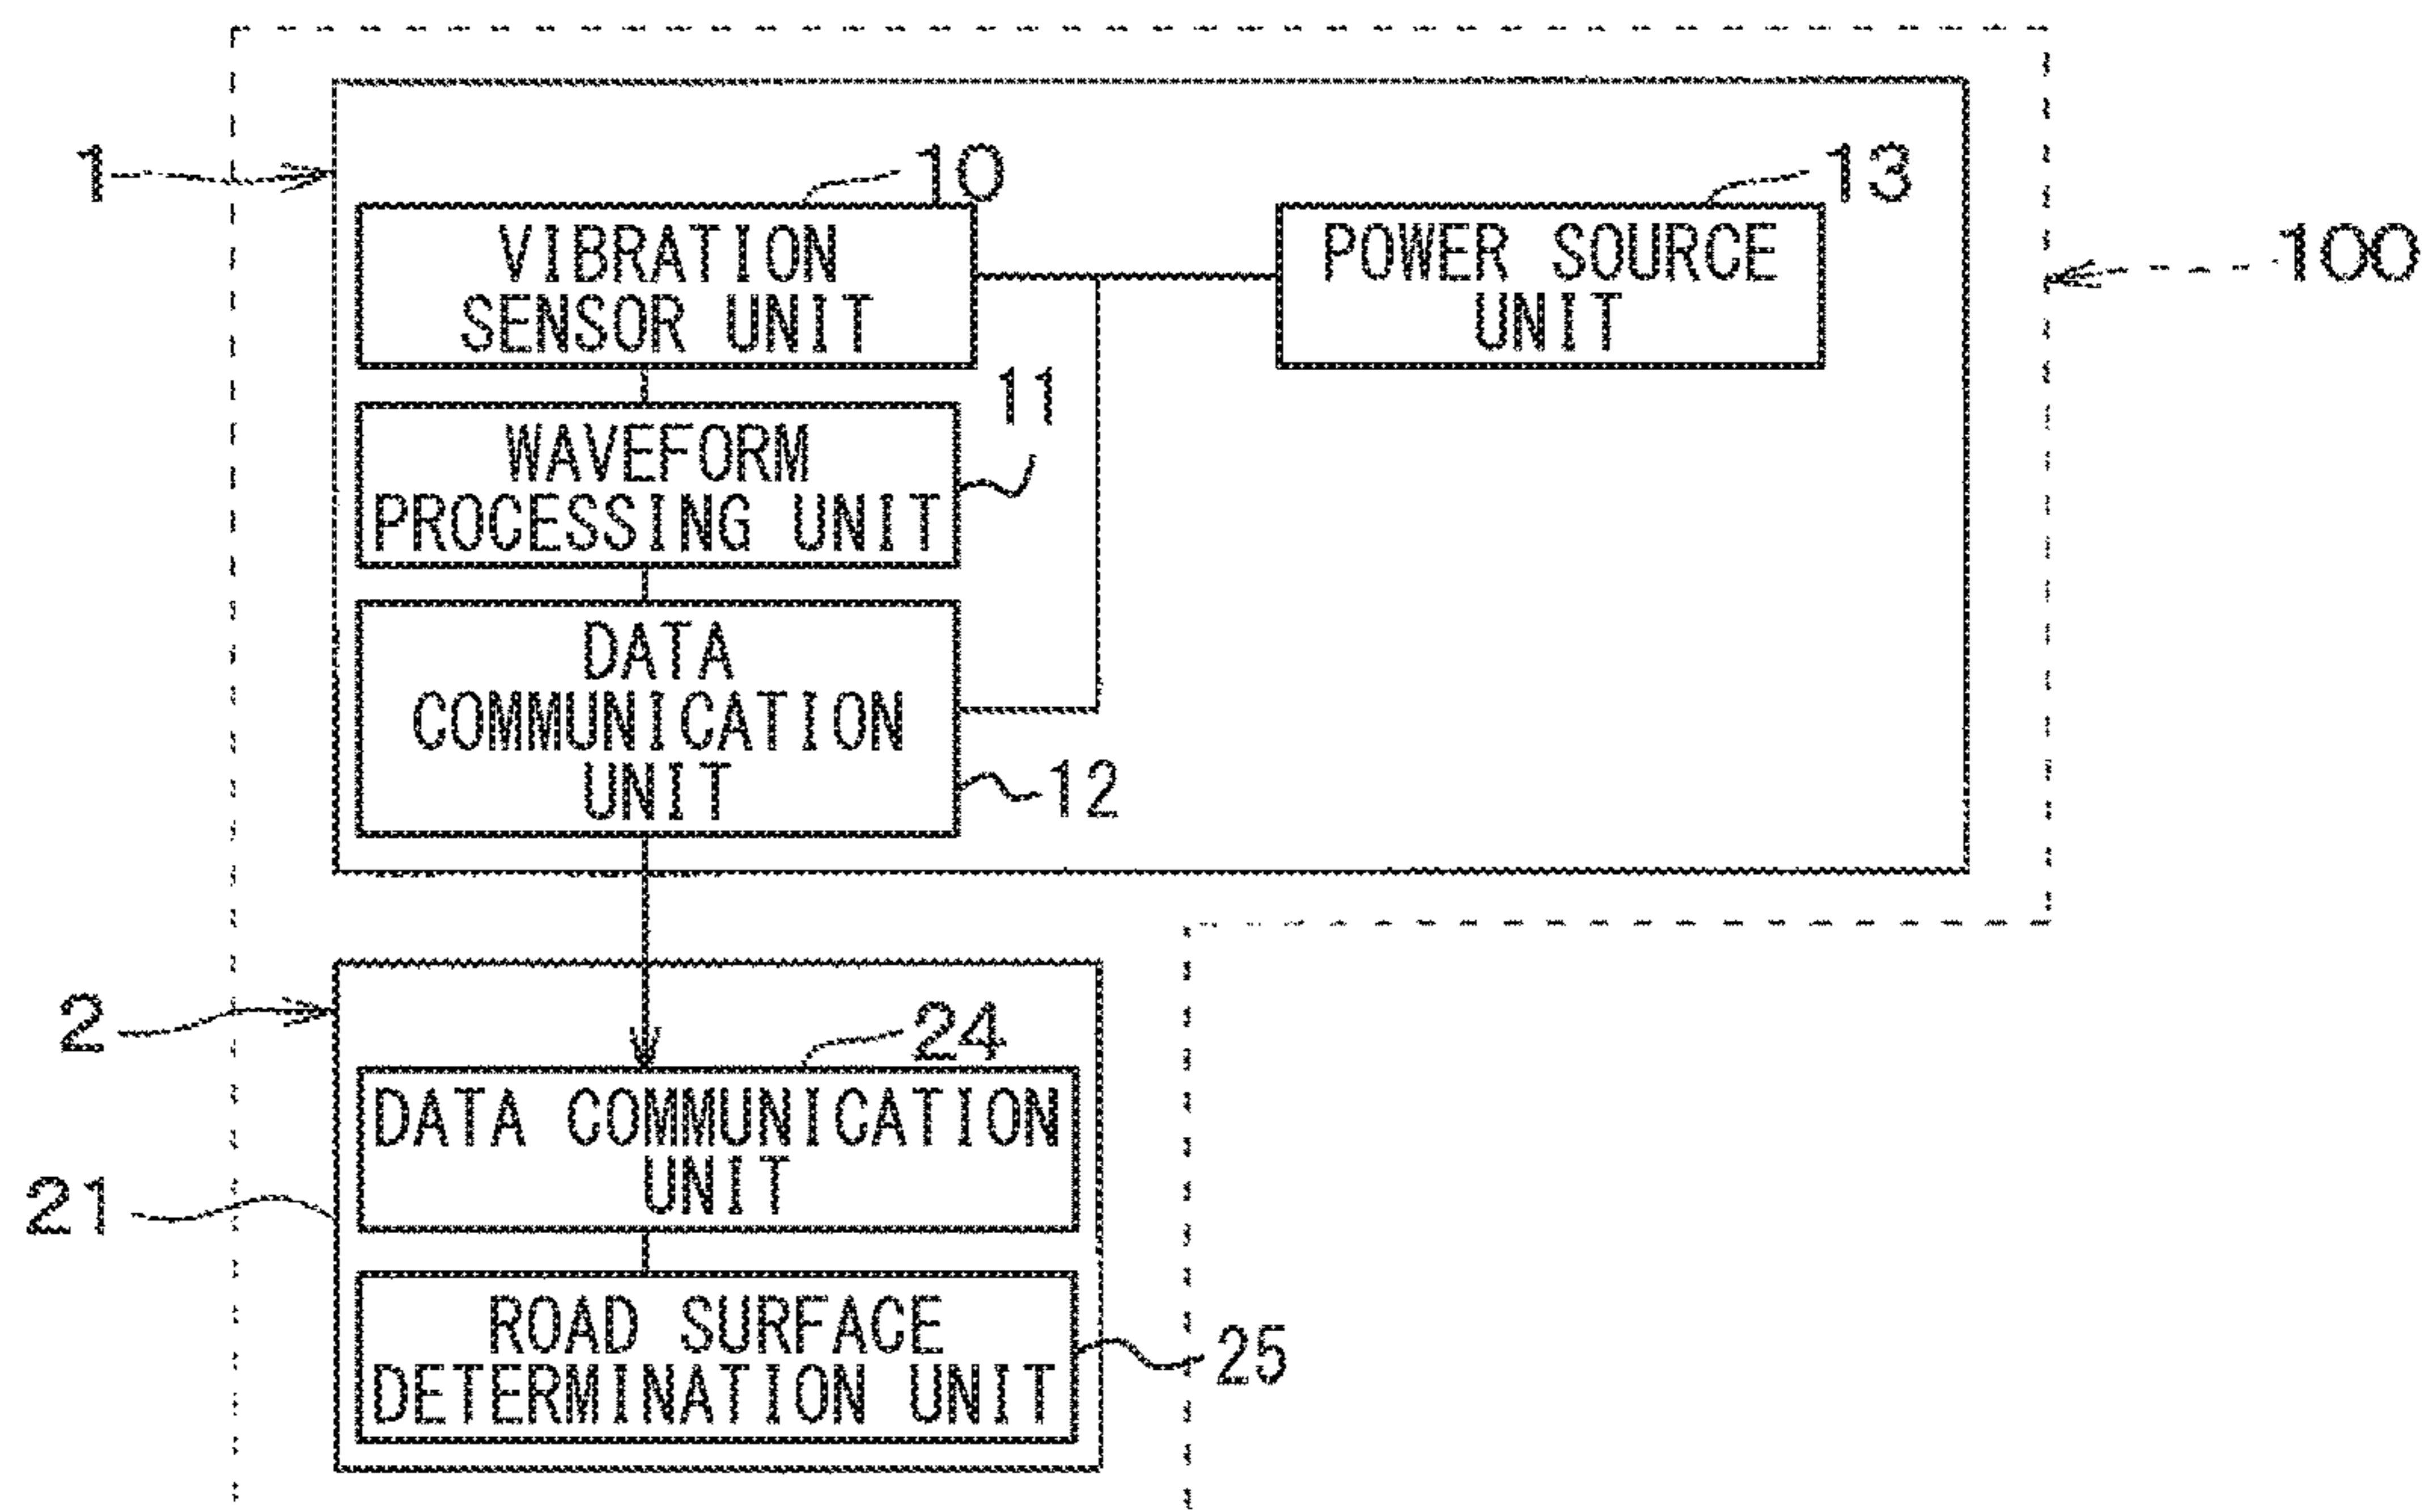 1
10
13
VIBRATION
SENSOR UNIT
POWER SOURCE
UNIT
100
11
WAVEFORM
PROCESSING UNIT
DATA
COMMUNICATION
UNIT
12
2
24
DATA COMMUNICATION
UNIT
21
ROAD SURFACE
DETERMINATION UNIT
25